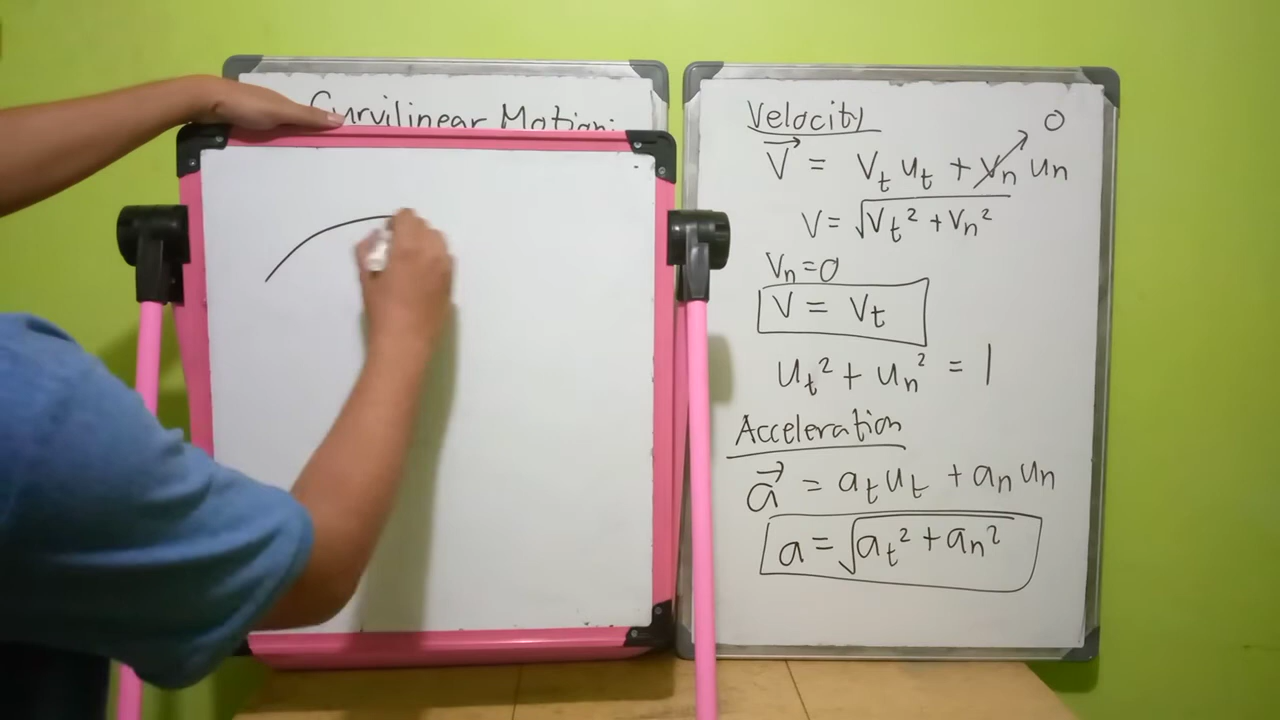 Curvilinear Motion:
Velocity
0
V⃗ = Vt ut + Vn un
V = √Vt² + Vn²
Vn = 0
V = Vt
ut² + un² = 1
Acceleration
a⃗ = at ut + an un
a = √at² + an²